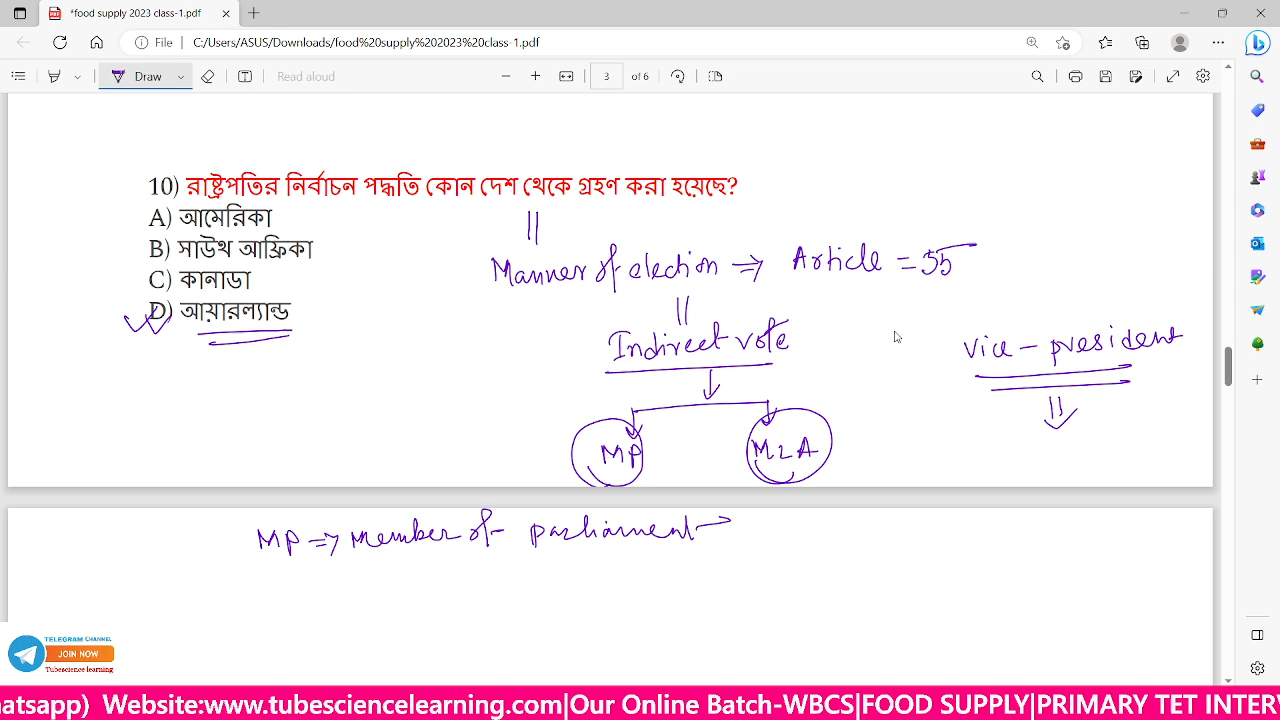 *food supply 2023 class-1.pdf
File C:/Users/ASUS/Downloads/food%20supply%202023%20class-1.pdf
Draw Read aloud 3 of 6
10) রাষ্ট্রপতির নির্বাচন পদ্ধতি কোন দেশ থেকে গ্রহণ করা হয়েছে?
A) আমেরিকা
B) সাউথ আফ্রিকা
C) কানাডা
D) আয়ারল্যান্ড
Manner of election ⇒ Article = 55
Indirect vote
vice - president
MP MLA
MP ⇒ Member of parliament
TELEGRAM CHANNEL
JOIN NOW
Tubescience learning
hatsapp) Website:www.tubesciencelearning.com|Our Online Batch-WBCS|FOOD SUPPLY|PRIMARY TET INTER